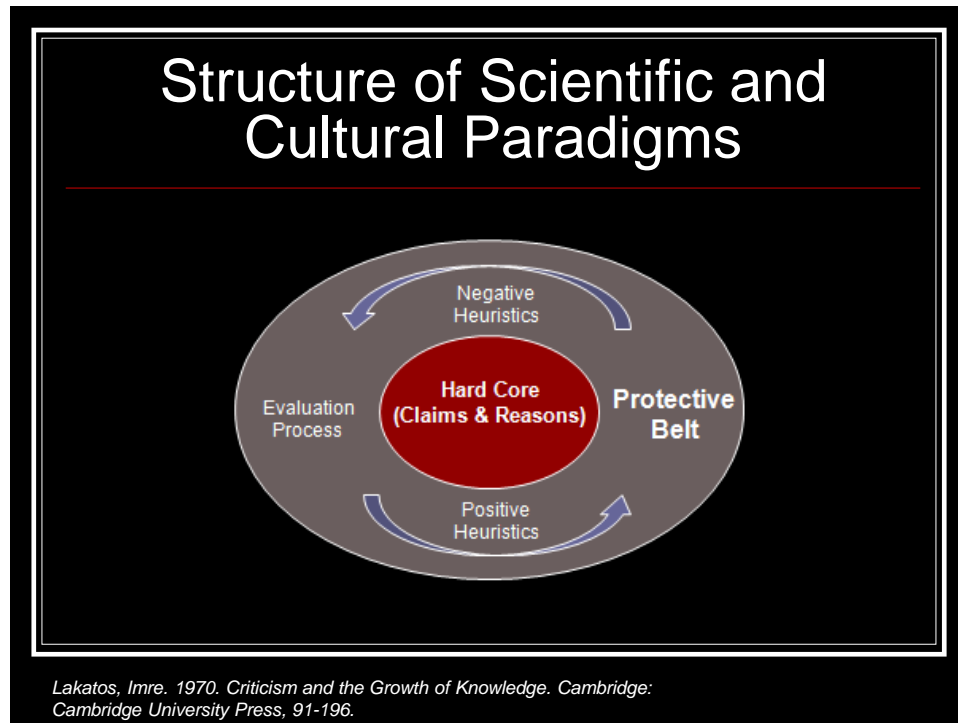 Structure of Scientific and
Cultural Paradigms
Negative
Heuristics
Hard Core
(Claims & Reasons)
Protective
Belt
Evaluation
Process
Positive
Heuristics
Lakatos, Imre. 1970. Criticism and the Growth of Knowledge. Cambridge:
Cambridge University Press, 91-196.